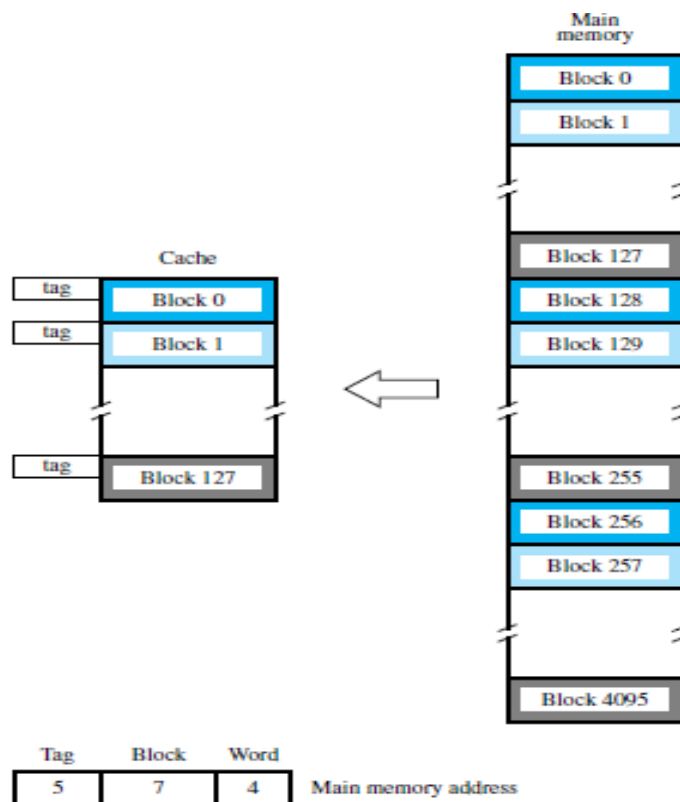 Main
memory
Block 0
Block 1
Block 127
Cache
tag
Block 0
Block 128
tag
Block 1
Block 129
tag
Block 127
Block 255
Block 256
Block 257
Block 4095
Tag Block Word
5 7 4 Main memory address